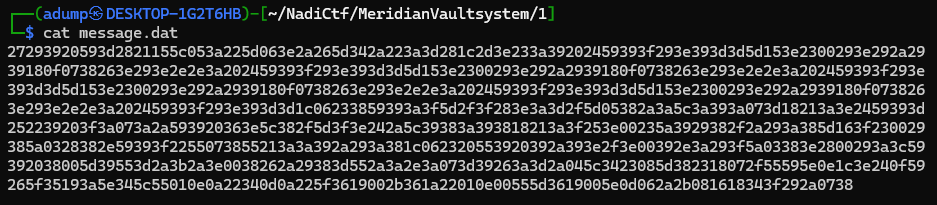 ┌──(adump㉿DESKTOP-1G2T6HB)-[~/NadiCtf/MeridianVaultsystem/1]
└─$ cat message.dat
27293920593d2821155c053a225d063e2a265d342a223a3d281c2d3e233a39202459393f293e393d3d5d153e2300293e292a29
39180f0738263e293e2e2e3a202459393f293e393d3d5d153e2300293e292a2939180f0738263e293e2e2e3a202459393f293e
393d3d5d153e2300293e292a2939180f0738263e293e2e2e3a202459393f293e393d3d5d153e2300293e292a2939180f073826
3e293e2e2e3a202459393f293e393d3d1c06233859393a3f5d2f3f283e3a3d2f5d05382a3a5c3a393a073d18213a3e2459393d
252239203f3a073a2a593920363e5c382f5d3f3e242a5c39383a393818213a3f253e00235a3929382f2a293a385d163f230029
385a0328382e59393f2255073855213a3a392a293a381c062320553920392a393e2f3e00392e3a293f5a03383e2800293a3c59
392038005d39553d2a3b2a3e0038262a29383d552a3a2e3a073d39263a3d2a045c3423085d382318072f55595e0e1c3e240f59
265f35193a5e345c55010e0a22340d0a225f3619002b361a22010e00555d3619005e0d062a2b081618343f292a0738